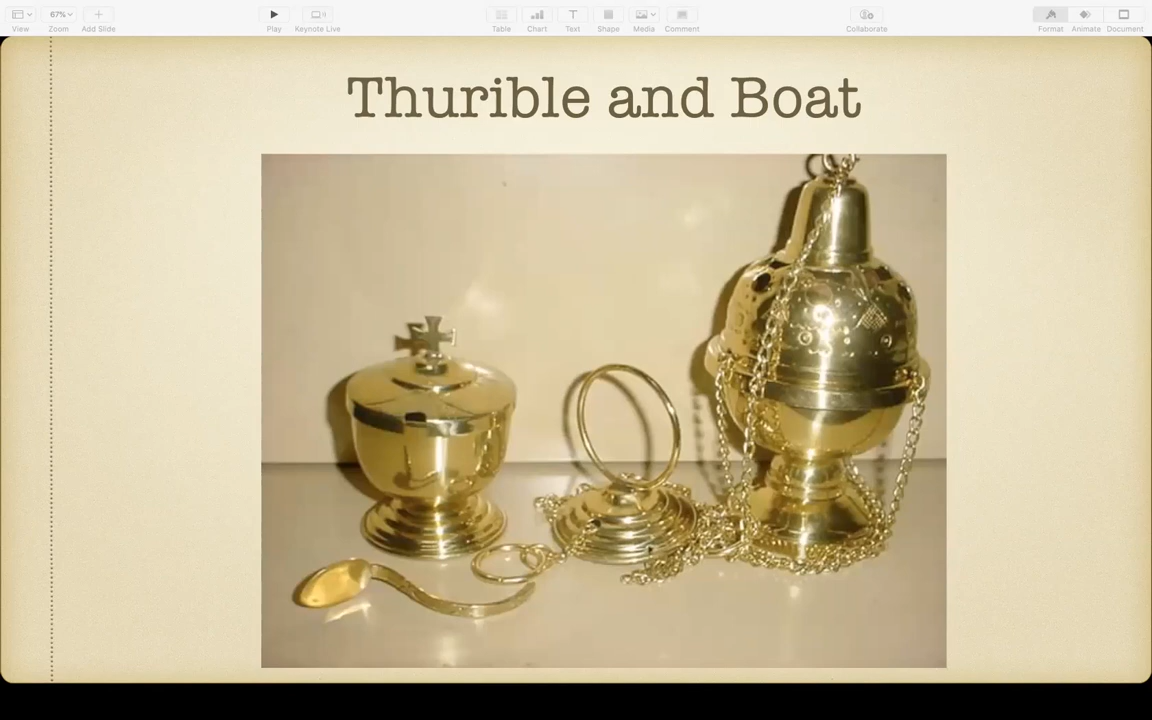 67%
View
Zoom
Add Slide
Play
Keynote Live
Table
Chart
Text
Shape
Media
Comment
Collaborate
Format
Animate
Document
Thurible and Boat